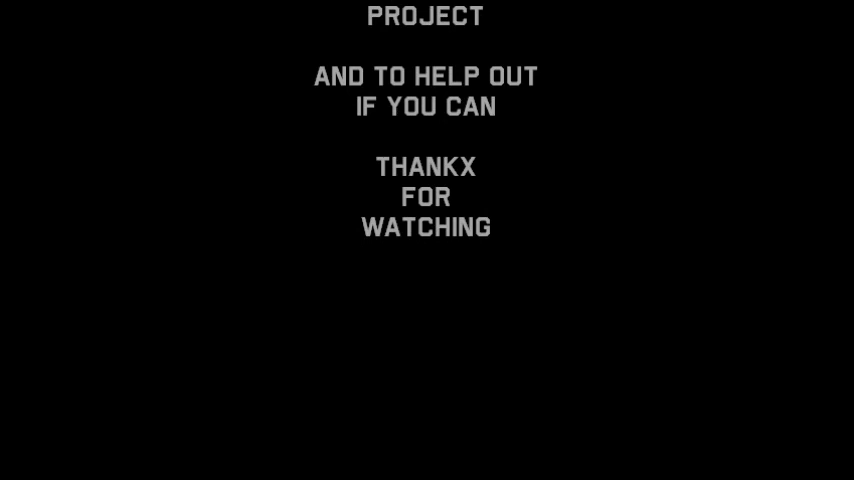 PROJECT
AND TO HELP OUT
IF YOU CAN
THANKX
FOR
WATCHING